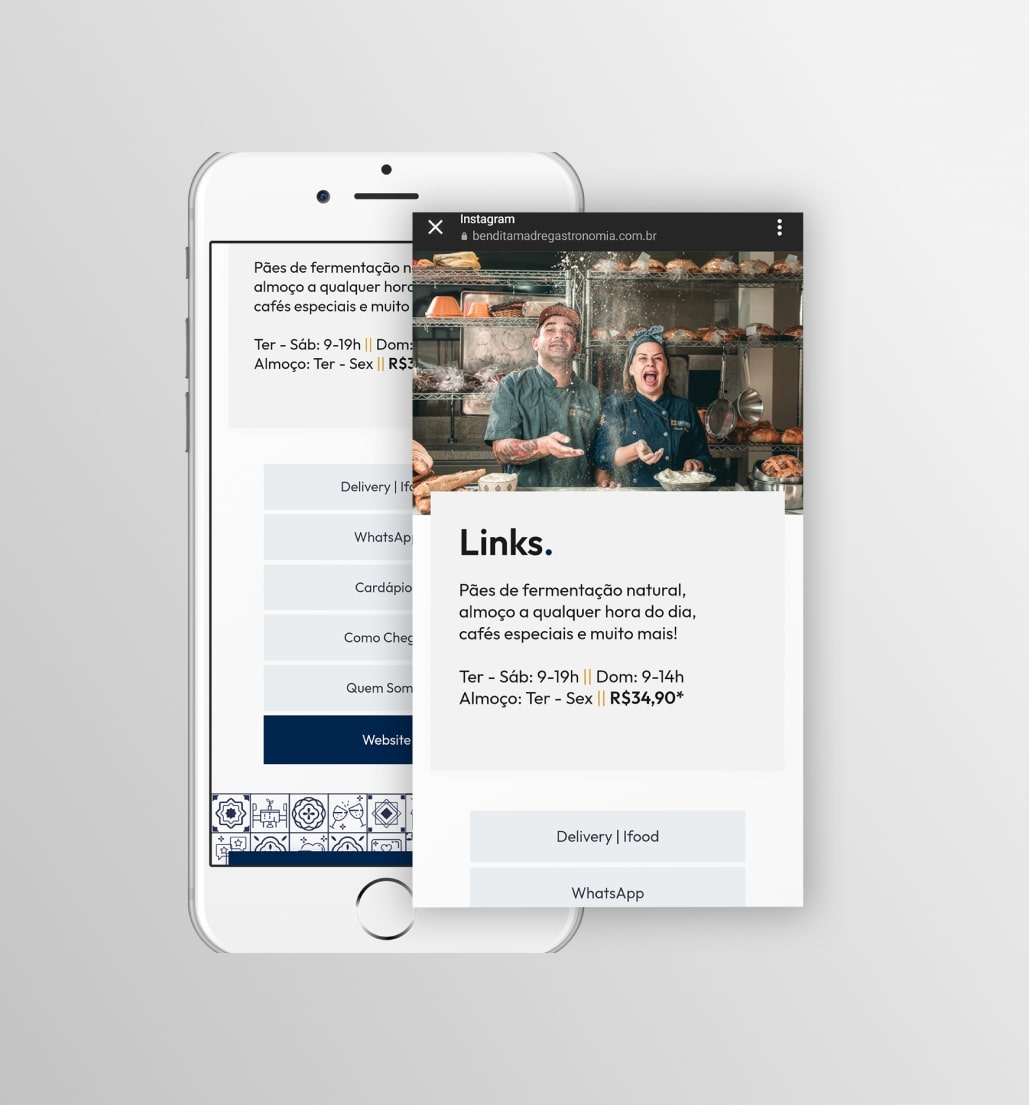 Pães de fermentação n
almoço a qualquer hora
cafés especiais e muito
Ter - Sáb: 9-19h || Dom:
Almoço: Ter - Sex || R$3
Delivery | Ifo
WhatsAp
Cardápio
Como Cheg
Quem Som
Website
Instagram
benditamadregastronomia.com.br
Links.
Pães de fermentação natural,
almoço a qualquer hora do dia,
cafés especiais e muito mais!
Ter - Sáb: 9-19h || Dom: 9-14h
Almoço: Ter - Sex || R$34,90*
Delivery | Ifood
WhatsApp